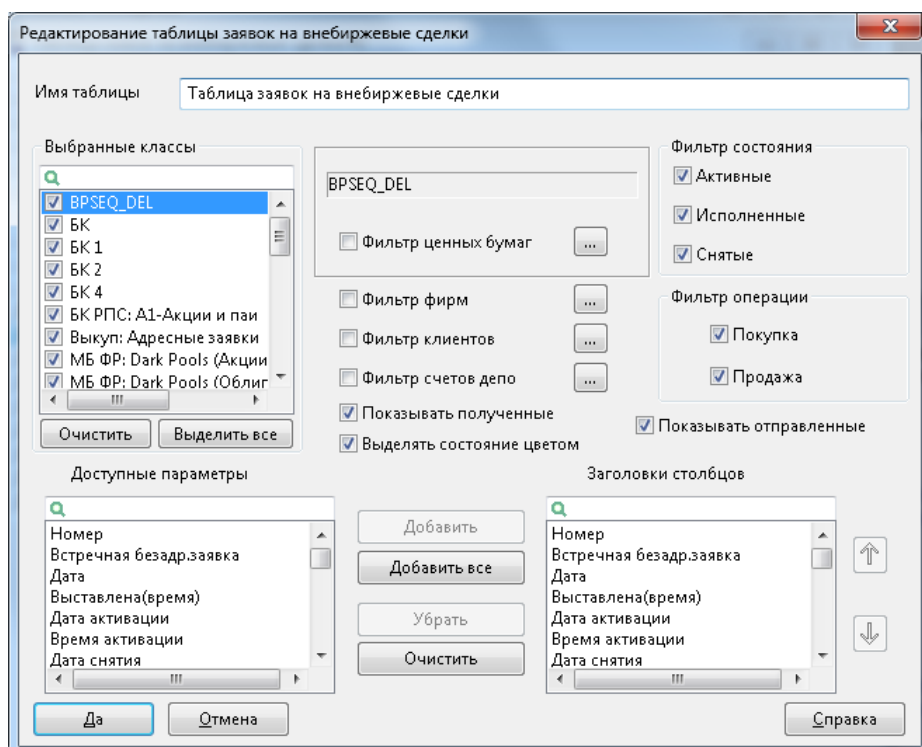 Редактирование таблицы заявок на внебиржевые сделки
x
Имя таблицы
Таблица заявок на внебиржевые сделки
Выбранные классы
BPSEQ_DEL
БК
БК 1
БК 2
БК 4
БК РПС: А1-Акции и паи
Выкуп: Адресные заявки
МБ ФР: Dark Pools (Акции
МБ ФР: Dark Pools (Облиг
Очистить
Выделить все
BPSEQ_DEL
Фильтр ценных бумаг
...
Фильтр фирм
...
Фильтр клиентов
...
Фильтр счетов депо
...
Показывать полученные
Выделять состояние цветом
Фильтр состояния
Активные
Исполненные
Снятые
Фильтр операции
Покупка
Продажа
Показывать отправленные
Доступные параметры
Номер
Встречная безадр.заявка
Дата
Выставлена(время)
Дата активации
Время активации
Дата снятия
Добавить
Добавить все
Убрать
Очистить
Заголовки столбцов
Номер
Встречная безадр.заявка
Дата
Выставлена(время)
Дата активации
Время активации
Дата снятия
Да
Отмена
Справка